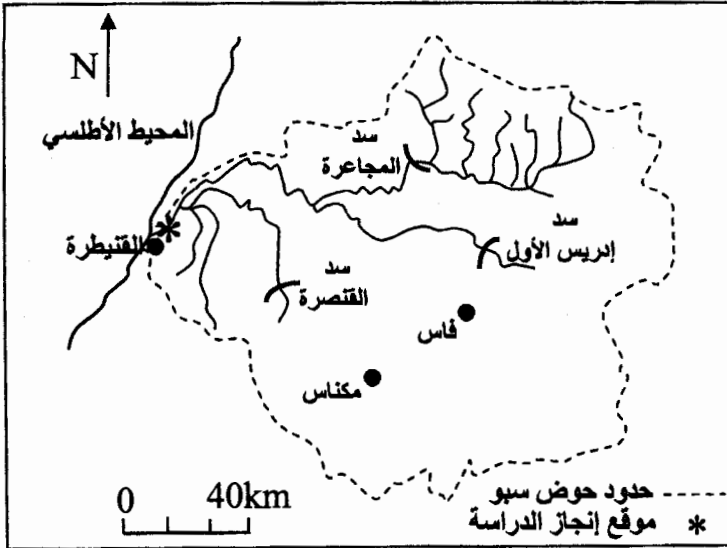 N
المحيط الأطلسي
سد
المجاعرة
القنيطرة
سد
إدريس الأول
سد
القنصرة
فاس
مكناس
0 40km
حدود حوض سبو
موقع إنجاز الدراسة